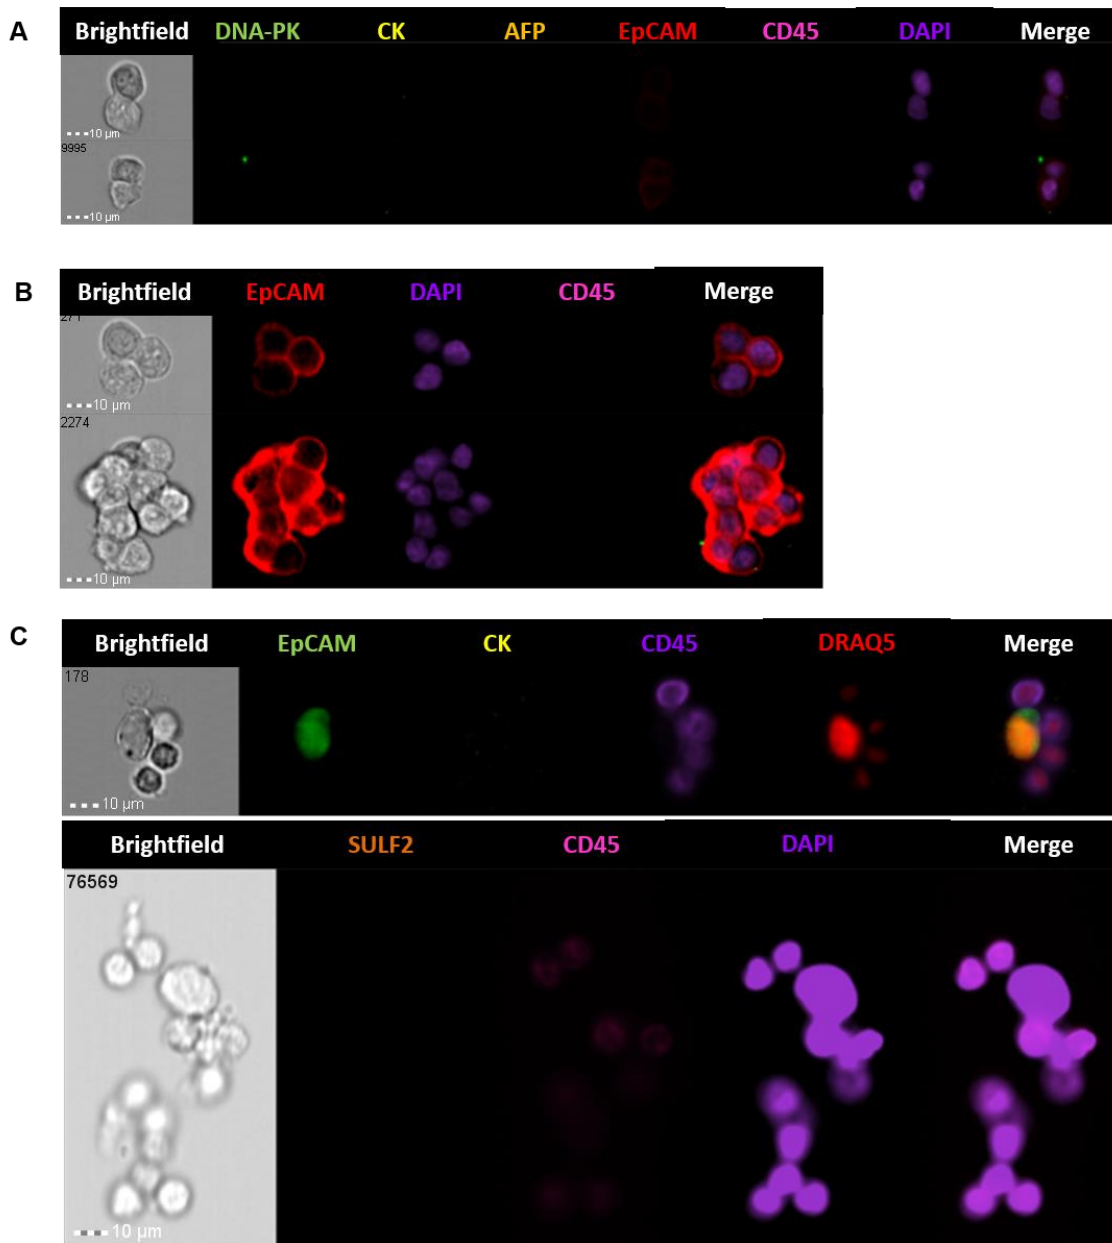 A
Brightfield DNA-PK CK AFP EpCAM CD45 DAPI Merge
10 µm
9995
10 µm
B
Brightfield EpCAM DAPI CD45 Merge
10 µm
2274
10 µm
C
Brightfield EpCAM CK CD45 DRAQ5 Merge
178
10 µm
Brightfield SULF2 CD45 DAPI Merge
76569
10 µm